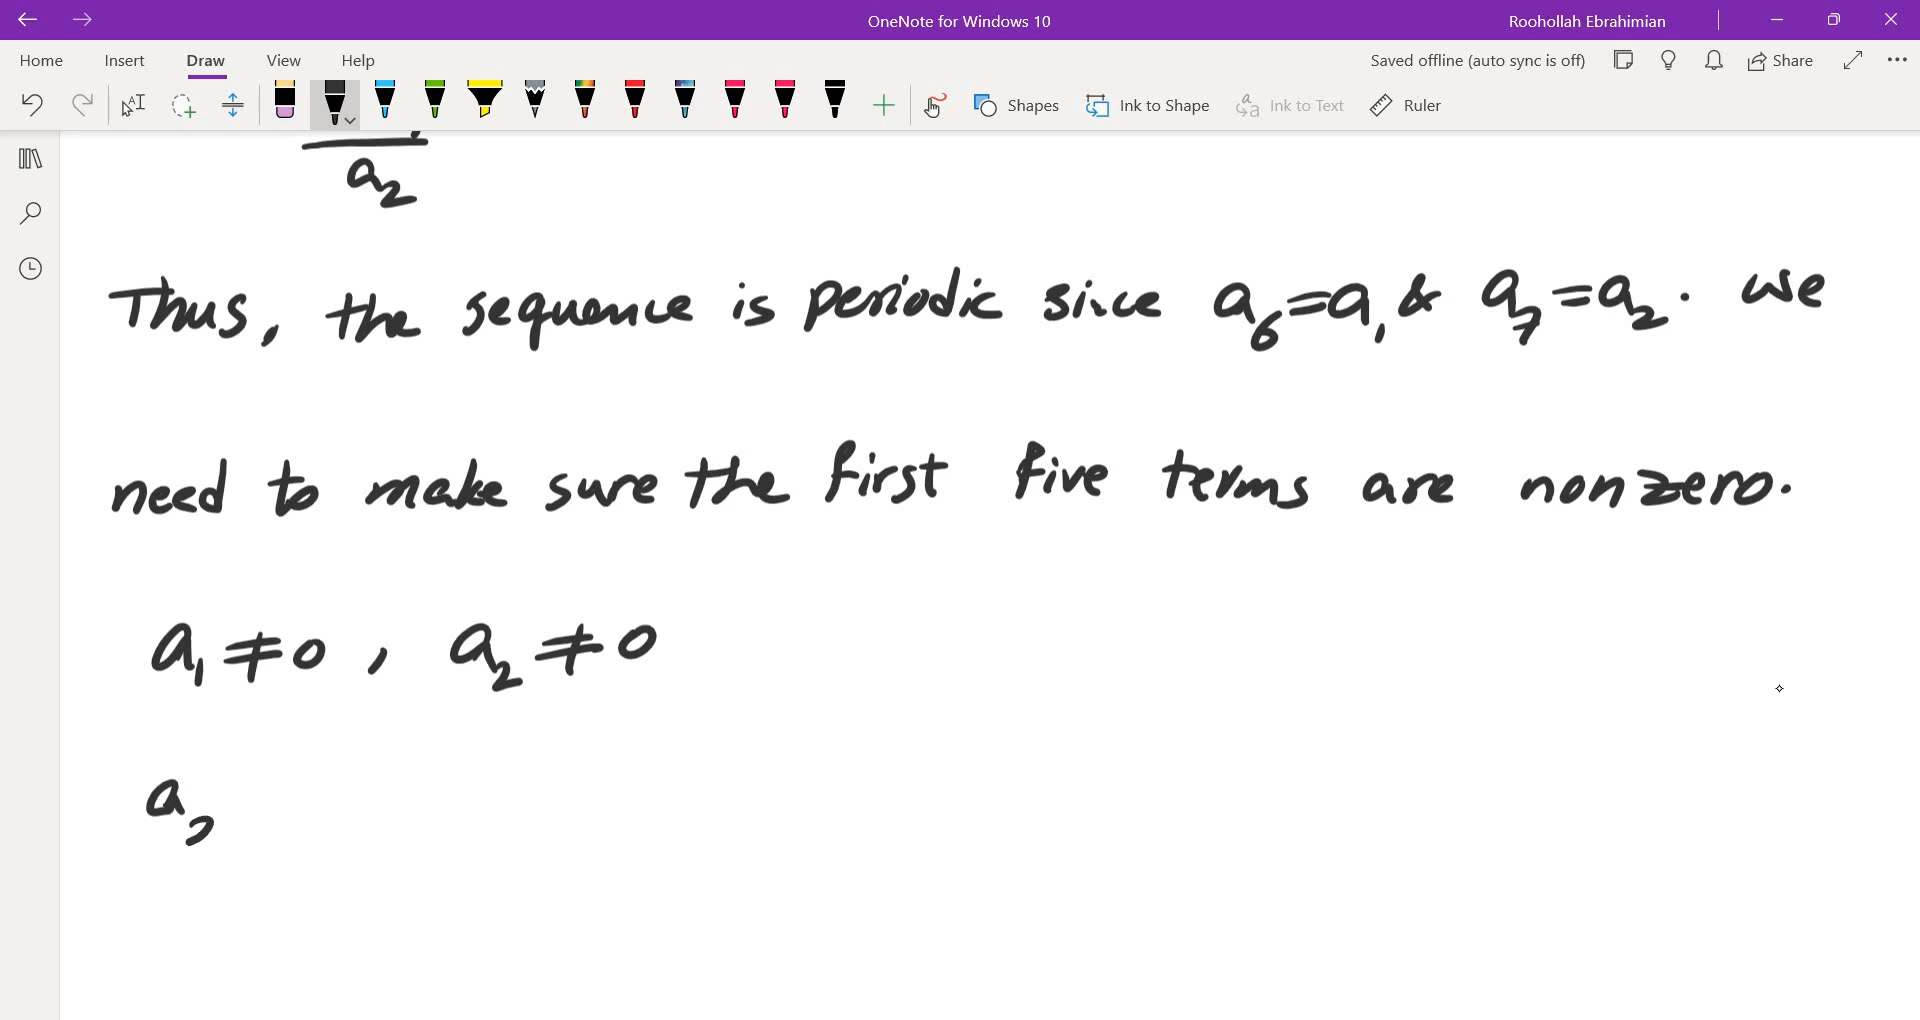 OneNote for Windows 10
Roohollah Ebrahimian
Home Insert Draw View Help
Saved offline (auto sync is off) Share
Shapes Ink to Shape Ink to Text Ruler
a₂
Thus, the sequence is periodic since a₆=a₁ & a₇=a₂. we
need to make sure the first five terms are nonzero.
a₁≠0, a₂≠0
a